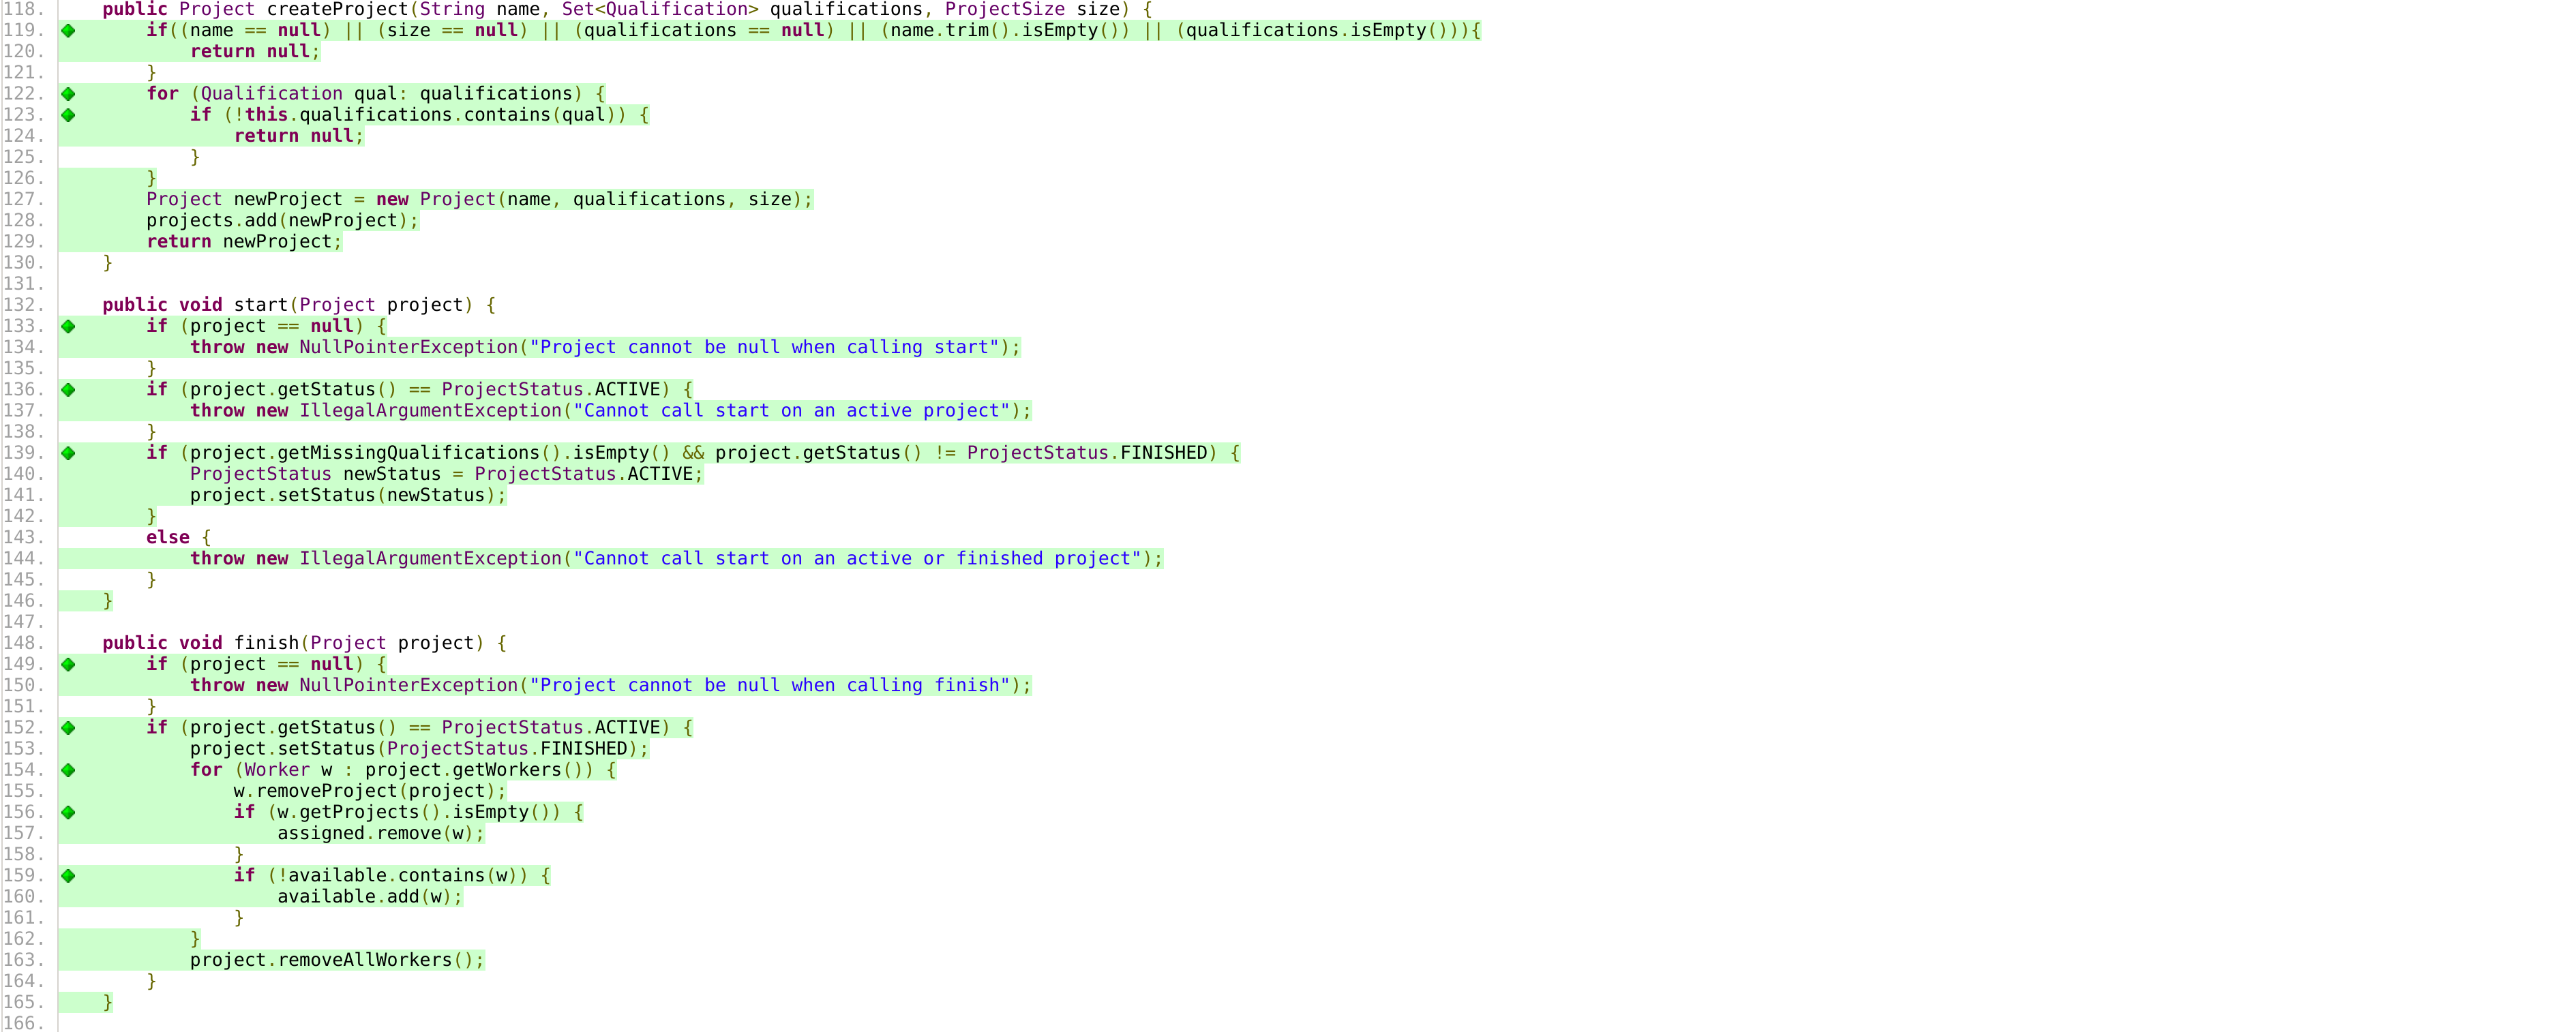 118.     public Project createProject(String name, Set<Qualification> qualifications, ProjectSize size) {
119.         if((name == null) || (size == null) || (qualifications == null) || (name.trim().isEmpty()) || (qualifications.isEmpty())){
120.             return null;
121.         }
122.         for (Qualification qual: qualifications) {
123.             if (!this.qualifications.contains(qual)) {
124.                 return null;
125.             }
126.         }
127.         Project newProject = new Project(name, qualifications, size);
128.         projects.add(newProject);
129.         return newProject;
130.     }
131.
132.     public void start(Project project) {
133.         if (project == null) {
134.             throw new NullPointerException("Project cannot be null when calling start");
135.         }
136.         if (project.getStatus() == ProjectStatus.ACTIVE) {
137.             throw new IllegalArgumentException("Cannot call start on an active project");
138.         }
139.         if (project.getMissingQualifications().isEmpty() && project.getStatus() != ProjectStatus.FINISHED) {
140.             ProjectStatus newStatus = ProjectStatus.ACTIVE;
141.             project.setStatus(newStatus);
142.         }
143.         else {
144.             throw new IllegalArgumentException("Cannot call start on an active or finished project");
145.         }
146.     }
147.
148.     public void finish(Project project) {
149.         if (project == null) {
150.             throw new NullPointerException("Project cannot be null when calling finish");
151.         }
152.         if (project.getStatus() == ProjectStatus.ACTIVE) {
153.             project.setStatus(ProjectStatus.FINISHED);
154.             for (Worker w : project.getWorkers()) {
155.                 w.removeProject(project);
156.                 if (w.getProjects().isEmpty()) {
157.                     assigned.remove(w);
158.                 }
159.                 if (!available.contains(w)) {
160.                     available.add(w);
161.                 }
162.             }
163.             project.removeAllWorkers();
164.         }
165.     }
166.